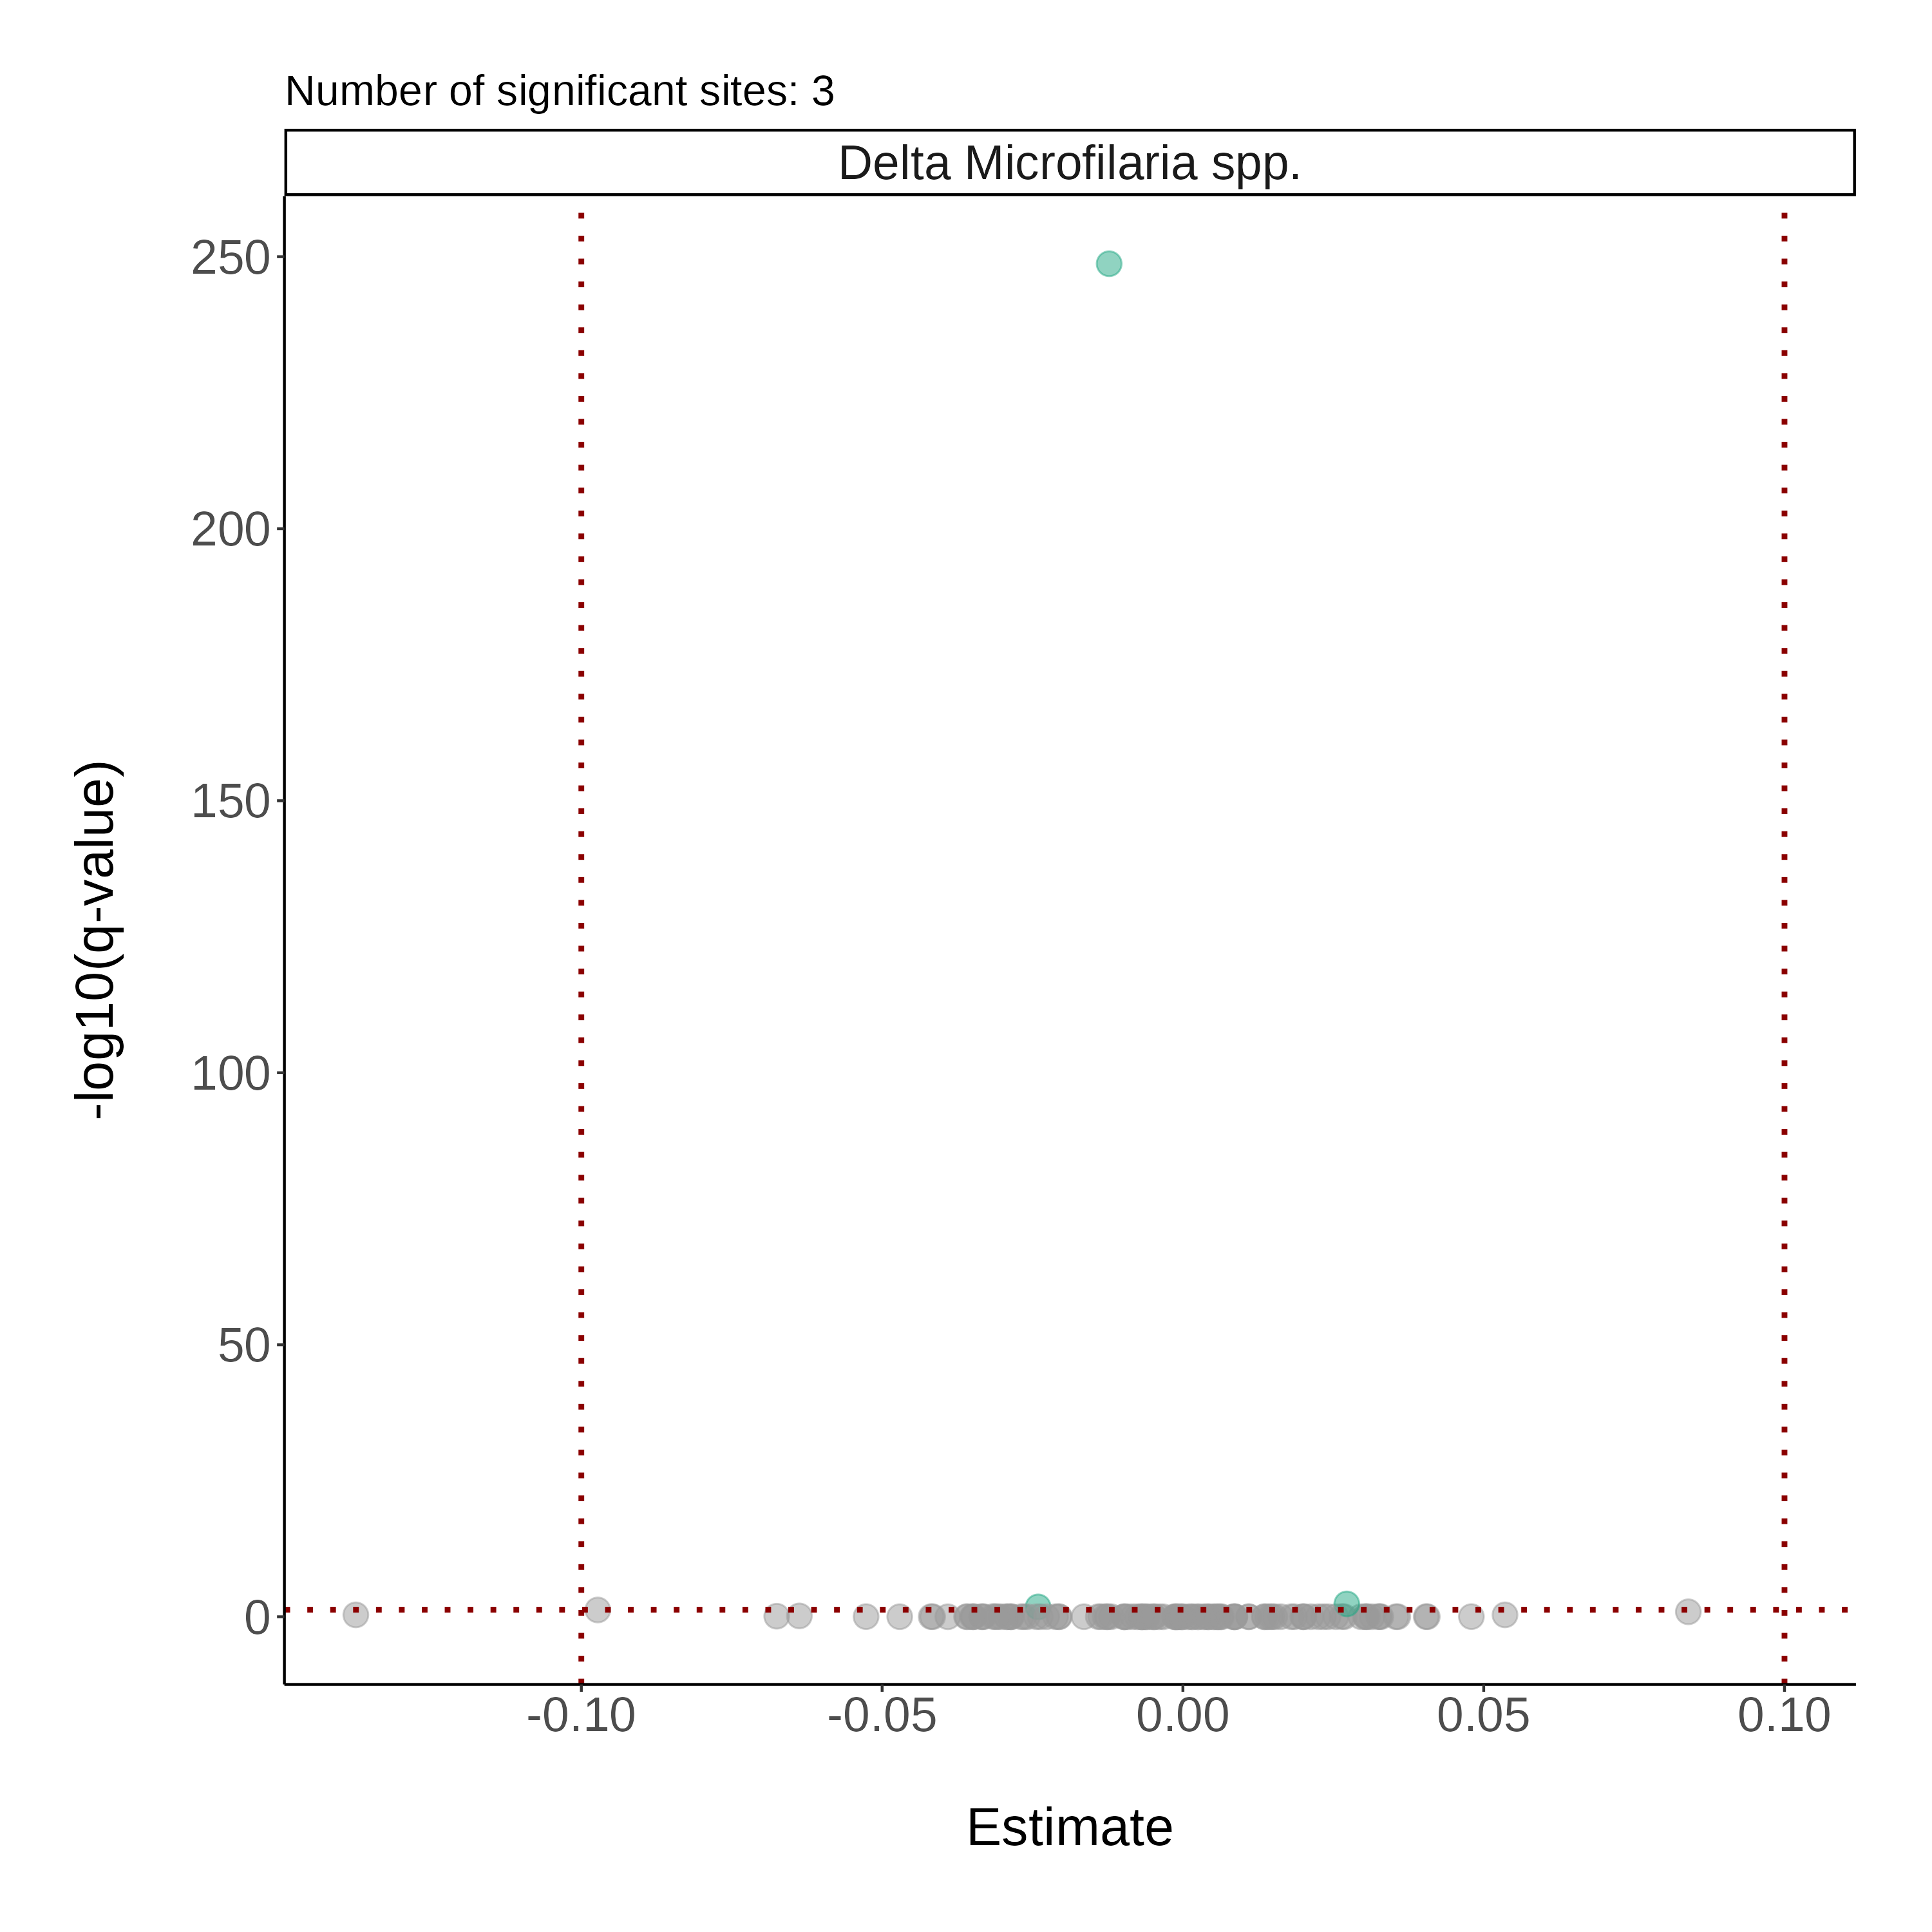 Number of significant sites: 3
Delta Microfilaria spp.
250
200
150
100
50
0
-log10(q-value)
-0.10 -0.05 0.00 0.05 0.10
Estimate